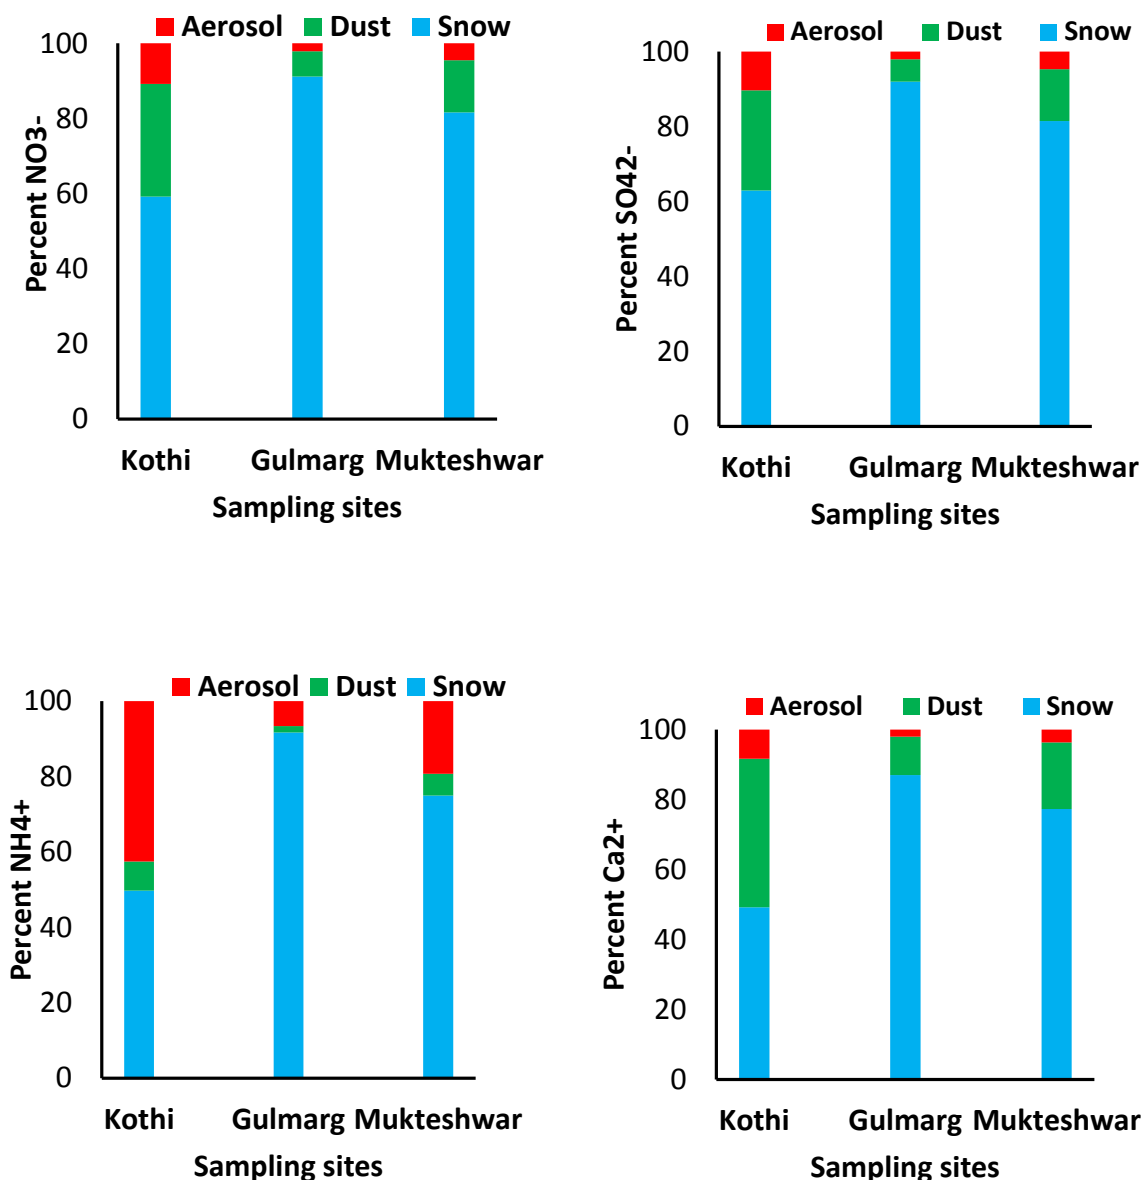 Aerosol Dust Snow
100
80
60
40
20
0
Percent NO3-
Kothi Gulmarg Mukteshwar
Sampling sites
Aerosol Dust Snow
100
80
60
40
20
0
Percent SO42-
Kothi Gulmarg Mukteshwar
Sampling sites
Aerosol Dust Snow
100
80
60
40
20
0
Percent NH4+
Kothi Gulmarg Mukteshwar
Sampling sites
Aerosol Dust Snow
100
80
60
40
20
0
Percent Ca2+
Kothi Gulmarg Mukteshwar
Sampling sites